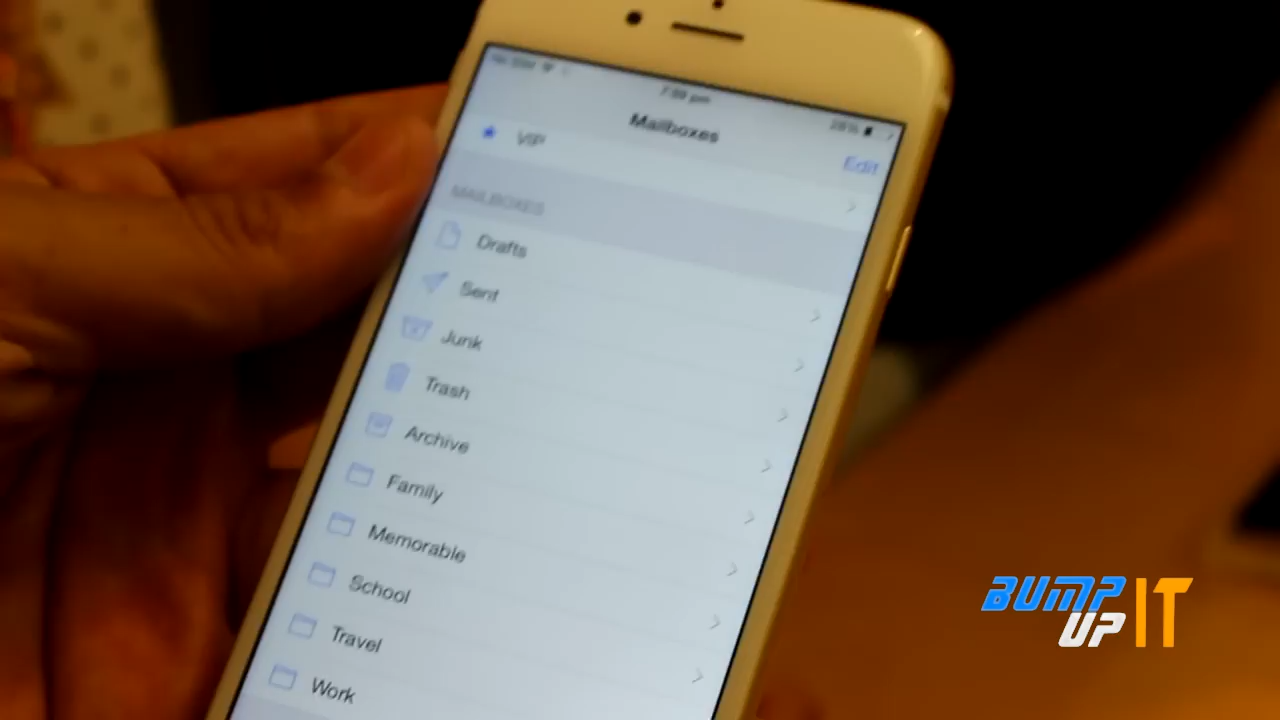 Mailboxes
Edit
VIP
MAILBOXES
Drafts
Sent
Junk
Trash
Archive
Family
Memorable
School
Travel
Work
BUMP
UP IT